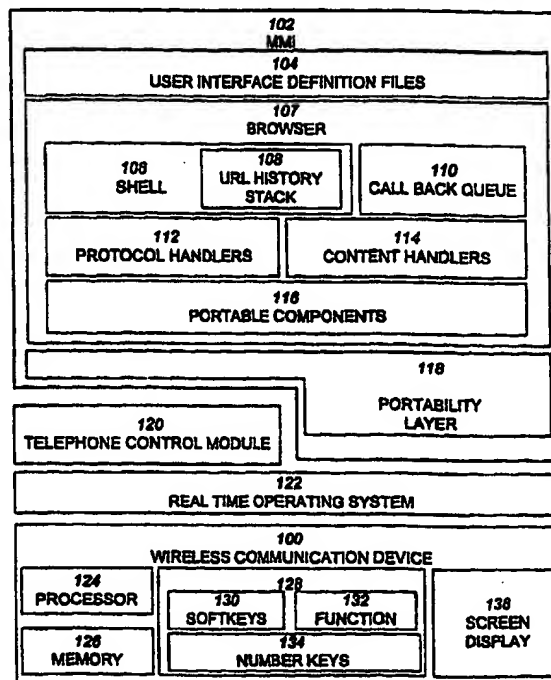 102
MMI
104
USER INTERFACE DEFINITION FILES
107
BROWSER
106
SHELL
108
URL HISTORY
STACK
110
CALL BACK QUEUE
112
PROTOCOL HANDLERS
114
CONTENT HANDLERS
116
PORTABLE COMPONENTS
118
PORTABILITY
LAYER
120
TELEPHONE CONTROL MODULE
122
REAL TIME OPERATING SYSTEM
100
WIRELESS COMMUNICATION DEVICE
124
PROCESSOR
126
MEMORY
128
130
SOFTKEYS
132
FUNCTION
134
NUMBER KEYS
138
SCREEN
DISPLAY